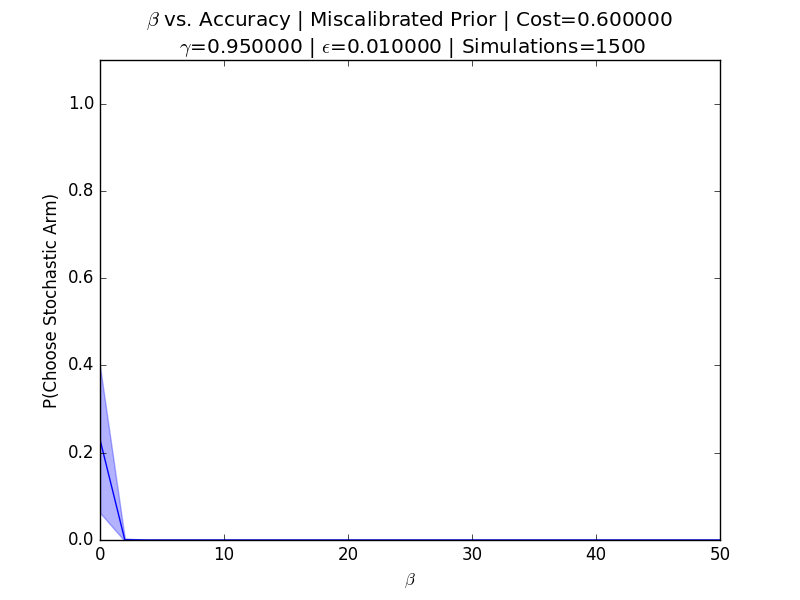 β vs. Accuracy | Miscalibrated Prior | Cost=0.600000
γ=0.950000 | ϵ=0.010000 | Simulations=1500
1.0
0.8
0.6
0.4
0.2
0.0
P(Choose Stochastic Arm)
0 10 20 30 40 50
β